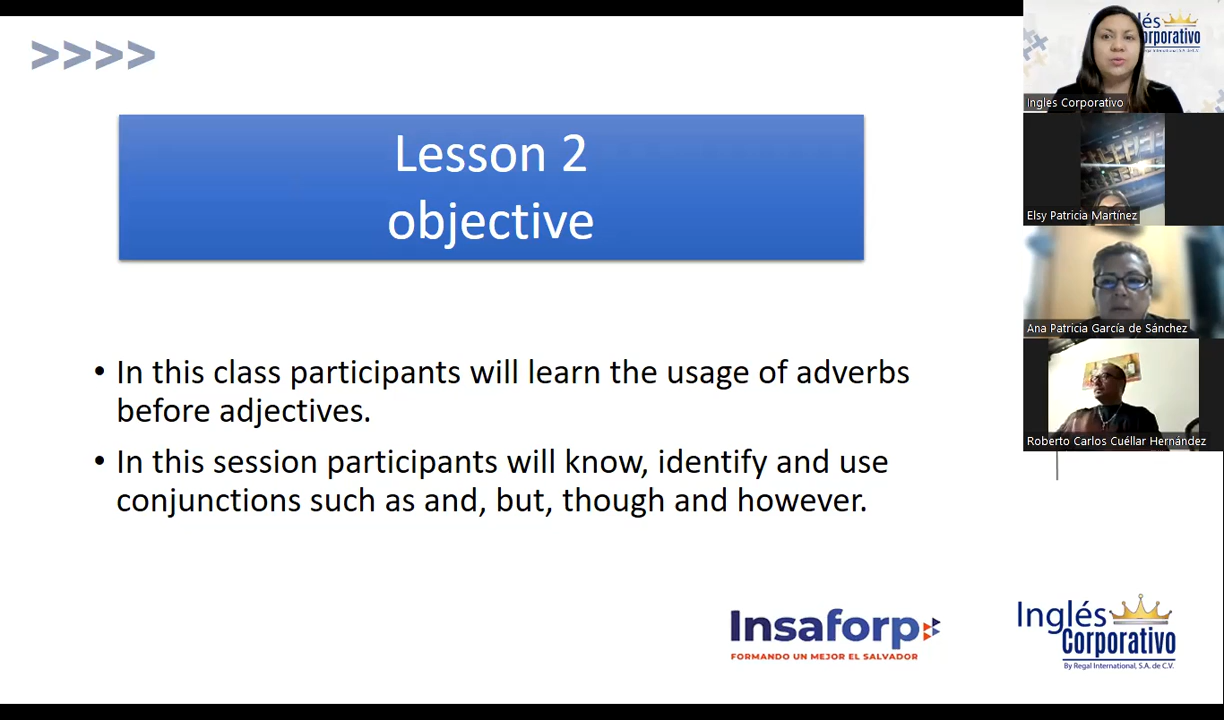 >>>>
Lesson 2
objective
• In this class participants will learn the usage of adverbs
before adjectives.
• In this session participants will know, identify and use
conjunctions such as and, but, though and however.
Insaforp
FORMANDO UN MEJOR EL SALVADOR
Inglés
Corporativo
By Regal International, S.A. de C.V.
Inglés Corporativo
Elsy Patricia Martínez
Ana Patricia García de Sánchez
Roberto Carlos Cuéllar Hernández